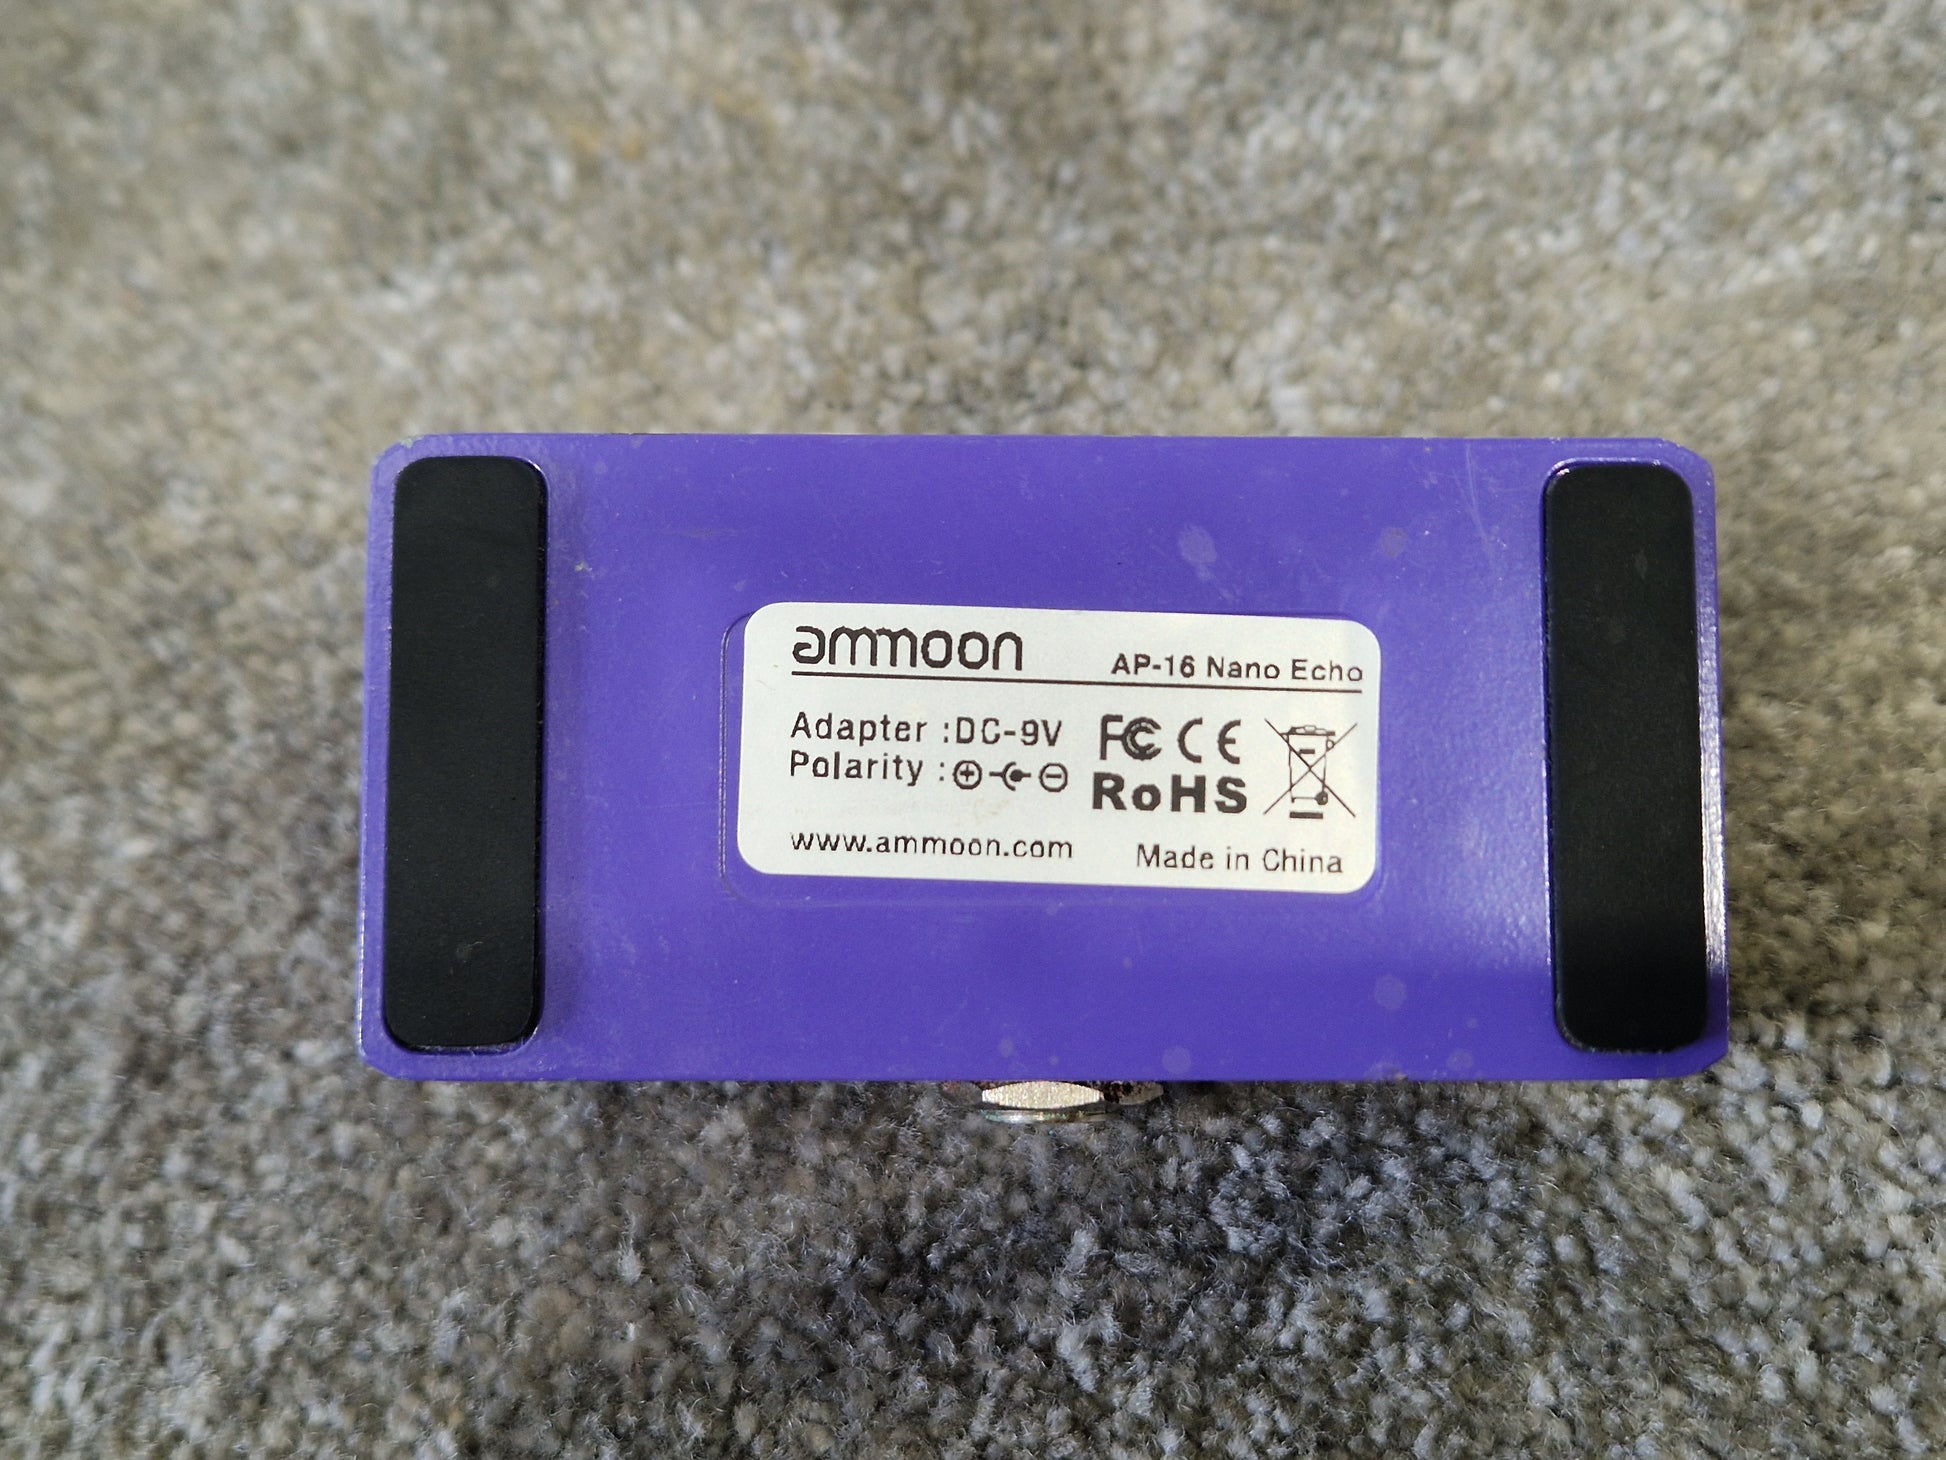 ammoon
AP-16 Nano Echo
Adapter :DC-9V
Polarity :
FC CE
RoHS
www.ammoon.com
Made in China